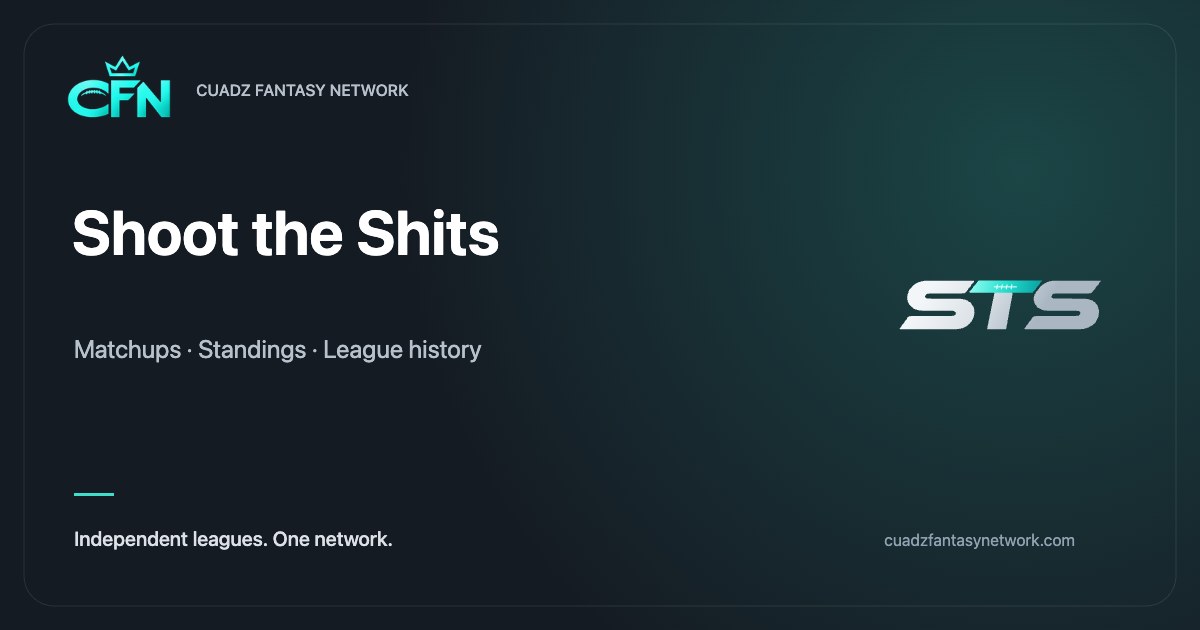 CFN
CUADZ FANTASY NETWORK
Shoot the Shits
STS
Matchups · Standings · League history
Independent leagues. One network.
cuadzfantasynetwork.com